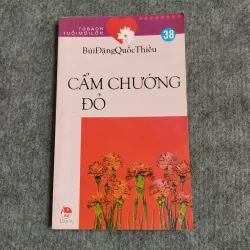 TỦ SÁCH
TUỔI MỚI LỚN
38
Bùi Đặng Quốc Thiều
CẨM CHƯỚNG
ĐỎ